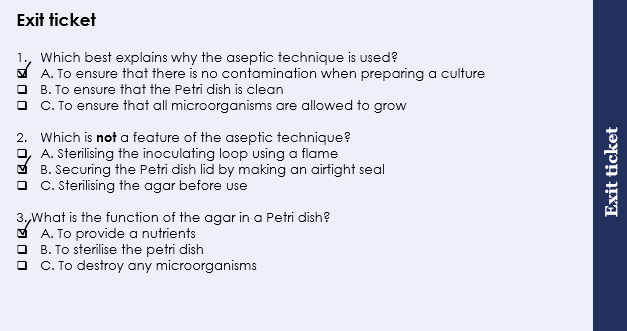 Exit ticket
1. Which best explains why the aseptic technique is used?
A. To ensure that there is no contamination when preparing a culture
B. To ensure that the Petri dish is clean
C. To ensure that all microorganisms are allowed to grow
2. Which is not a feature of the aseptic technique?
A. Sterilising the inoculating loop using a flame
B. Securing the Petri dish lid by making an airtight seal
C. Sterilising the agar before use
3. What is the function of the agar in a Petri dish?
A. To provide a nutrients
B. To sterilise the petri dish
C. To destroy any microorganisms
Exit ticket